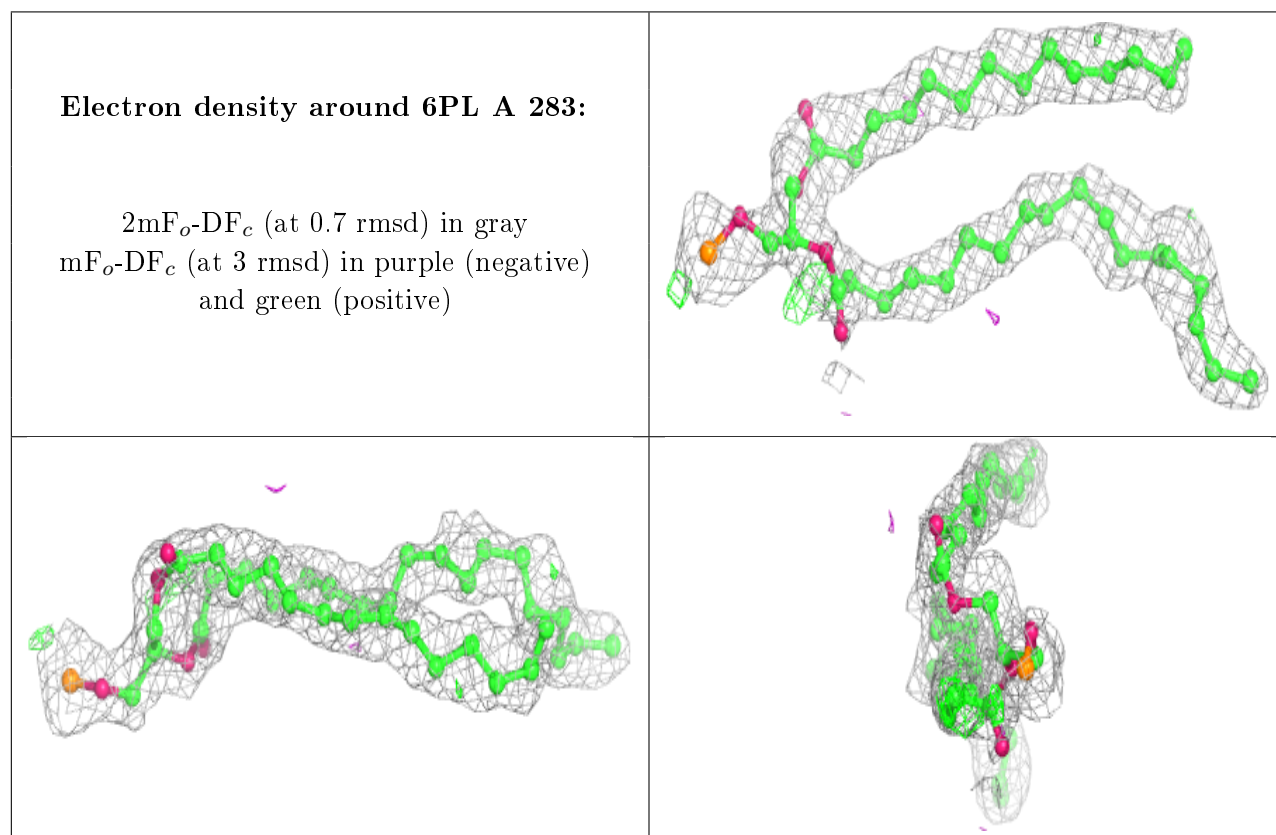 Electron density around 6PL A 283:
2mFₒ-DF𝒸 (at 0.7 rmsd) in gray
mFₒ-DF𝒸 (at 3 rmsd) in purple (negative)
and green (positive)